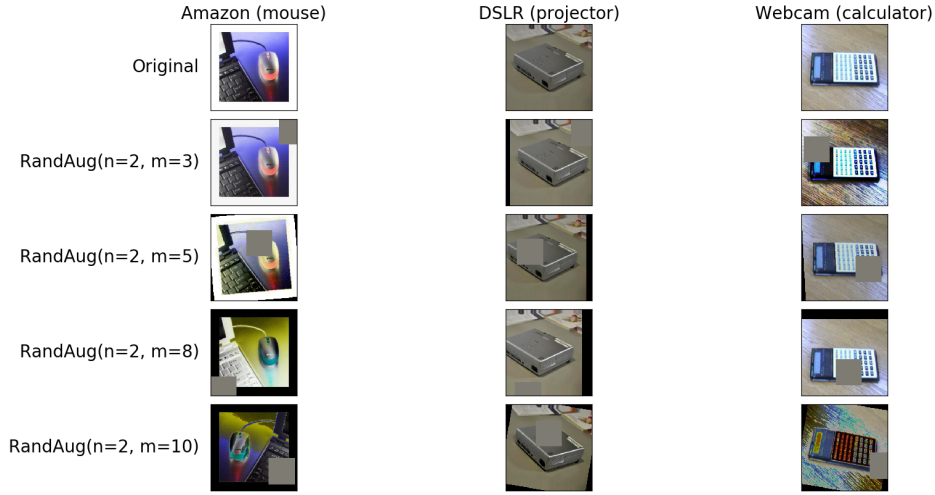 Amazon (mouse)
DSLR (projector)
Webcam (calculator)
Original
RandAug(n=2, m=3)
RandAug(n=2, m=5)
RandAug(n=2, m=8)
RandAug(n=2, m=10)